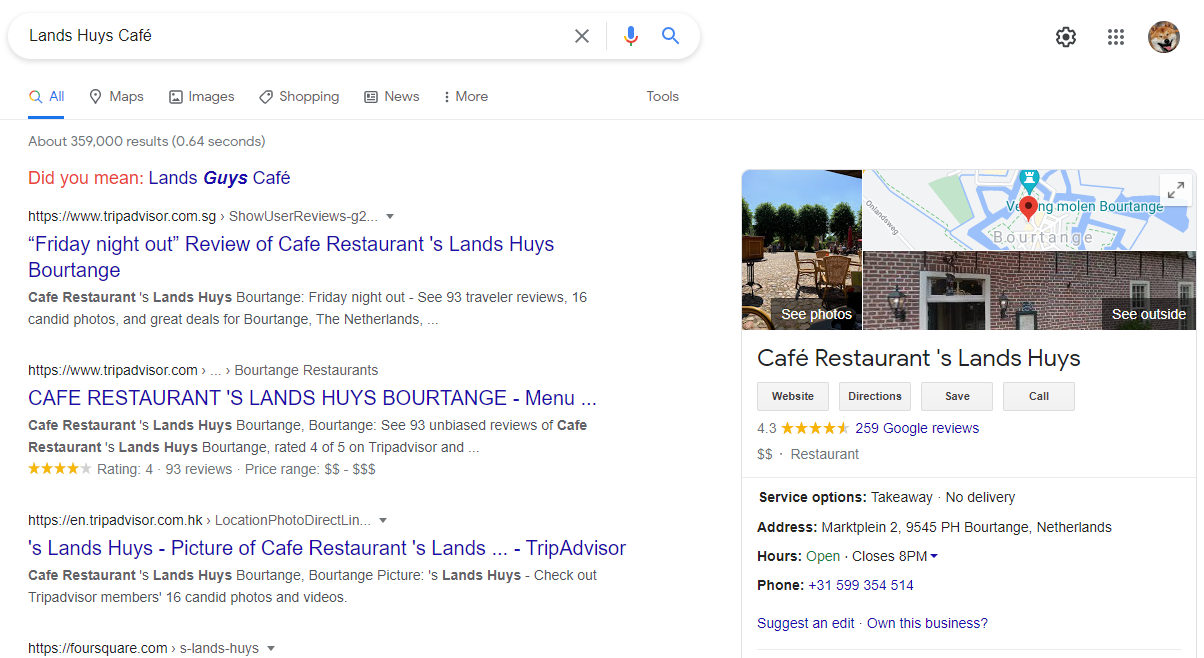 Lands Huys Café
All
Maps
Images
Shopping
News
More
Tools
About 359,000 results (0.64 seconds)
Did you mean: Lands Guys Café
https://www.tripadvisor.com.sg › ShowUserReviews-g2...
“Friday night out” Review of Cafe Restaurant 's Lands Huys
Bourtange
Cafe Restaurant 's Lands Huys Bourtange: Friday night out - See 93 traveler reviews, 16
candid photos, and great deals for Bourtange, The Netherlands, ...
https://www.tripadvisor.com › ... › Bourtange Restaurants
CAFE RESTAURANT 'S LANDS HUYS BOURTANGE - Menu ...
Cafe Restaurant 's Lands Huys Bourtange, Bourtange: See 93 unbiased reviews of Cafe
Restaurant 's Lands Huys Bourtange, rated 4 of 5 on Tripadvisor and ...
Rating: 4 · 93 reviews · Price range: $$ - $$$
https://en.tripadvisor.com.hk › LocationPhotoDirectLin...
's Lands Huys - Picture of Cafe Restaurant 's Lands ... - TripAdvisor
Cafe Restaurant 's Lands Huys Bourtange, Bourtange Picture: 's Lands Huys - Check out
Tripadvisor members' 16 candid photos and videos.
https://foursquare.com › s-lands-huys
Onlandsweg
molen Bourtange
Bourtange
See photos
See outside
Café Restaurant 's Lands Huys
Website
Directions
Save
Call
4.3
259 Google reviews
$$ · Restaurant
Service options: Takeaway · No delivery
Address: Marktplein 2, 9545 PH Bourtange, Netherlands
Hours: Open · Closes 8PM
Phone: +31 599 354 514
Suggest an edit · Own this business?